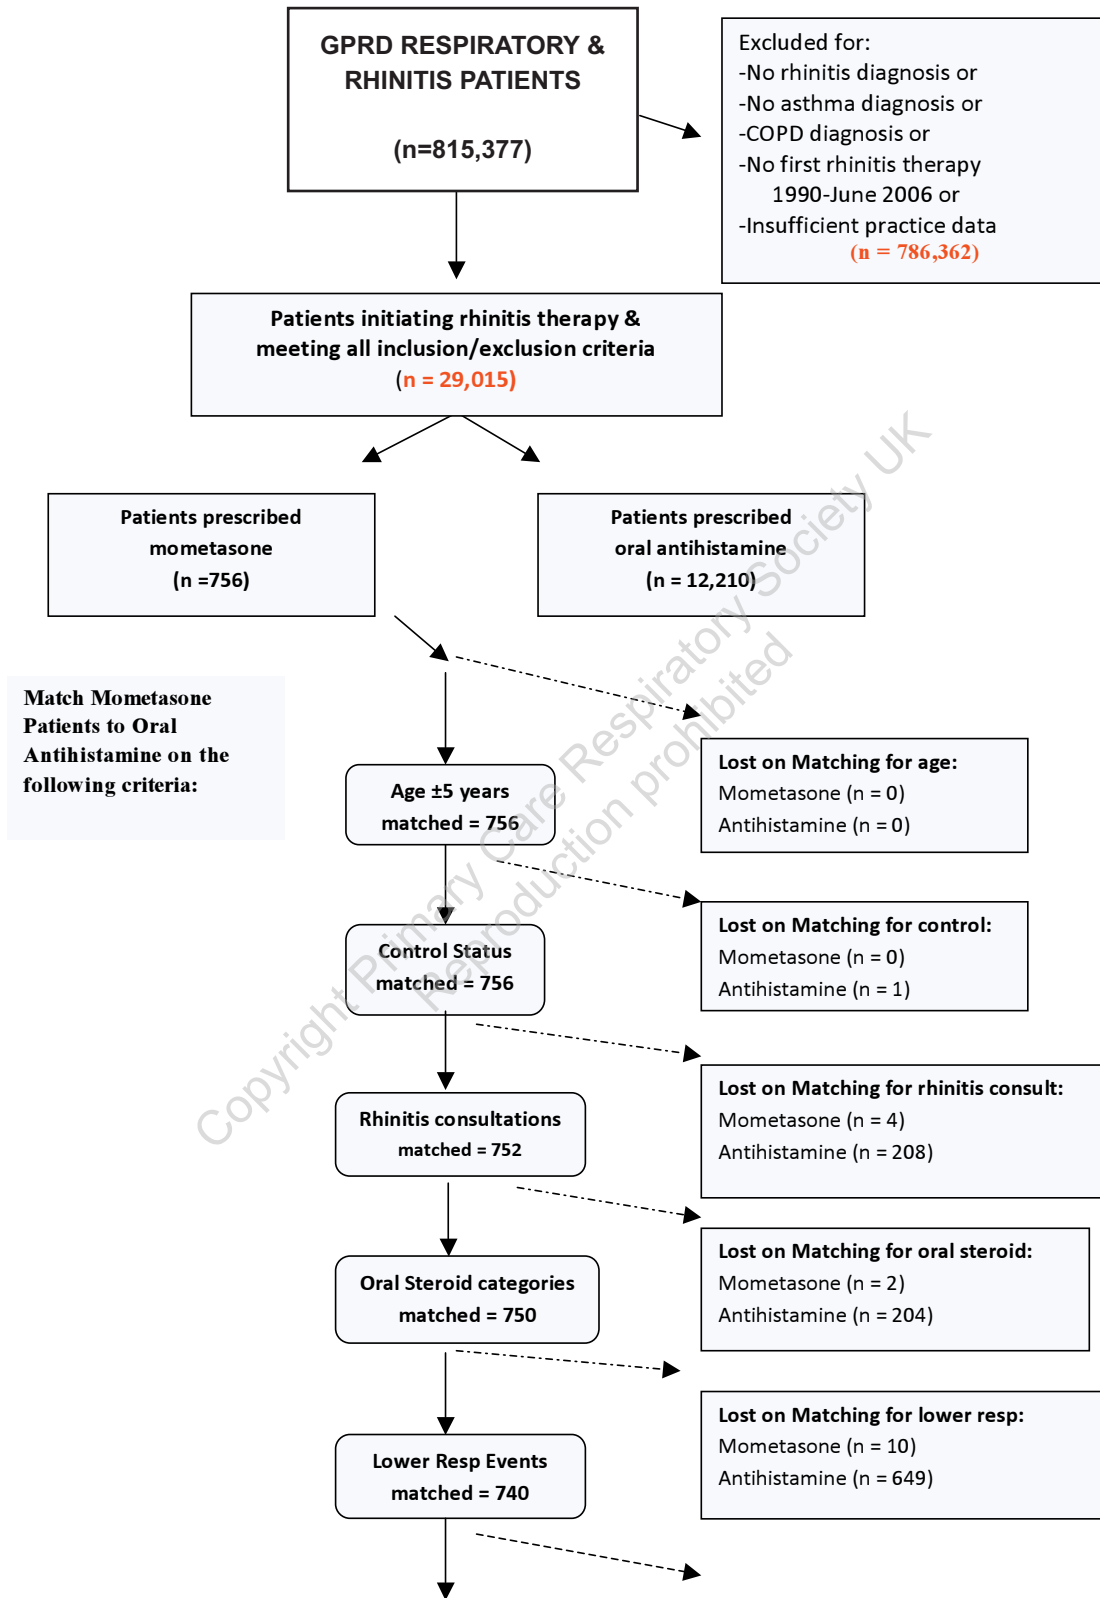 GPRD RESPIRATORY &
RHINITIS PATIENTS
(n=815,377)
Excluded for:
-No rhinitis diagnosis or
-No asthma diagnosis or
-COPD diagnosis or
-No first rhinitis therapy
1990-June 2006 or
-Insufficient practice data
(n = 786,362)
Patients initiating rhinitis therapy &
meeting all inclusion/exclusion criteria
(n = 29,015)
Patients prescribed
mometasone
(n =756)
Patients prescribed
oral antihistamine
(n = 12,210)
Match Mometasone
Patients to Oral
Antihistamine on the
following criteria:
Lost on Matching for age:
Mometasone (n = 0)
Antihistamine (n = 0)
Age ±5 years
matched = 756
Lost on Matching for control:
Mometasone (n = 0)
Antihistamine (n = 1)
Control Status
matched = 756
Lost on Matching for rhinitis consult:
Mometasone (n = 4)
Antihistamine (n = 208)
Rhinitis consultations
matched = 752
Lost on Matching for oral steroid:
Mometasone (n = 2)
Antihistamine (n = 204)
Oral Steroid categories
matched = 750
Lost on Matching for lower resp:
Mometasone (n = 10)
Antihistamine (n = 649)
Lower Resp Events
matched = 740
Copyright Primary Care Respiratory Society UK
Reproduction prohibited